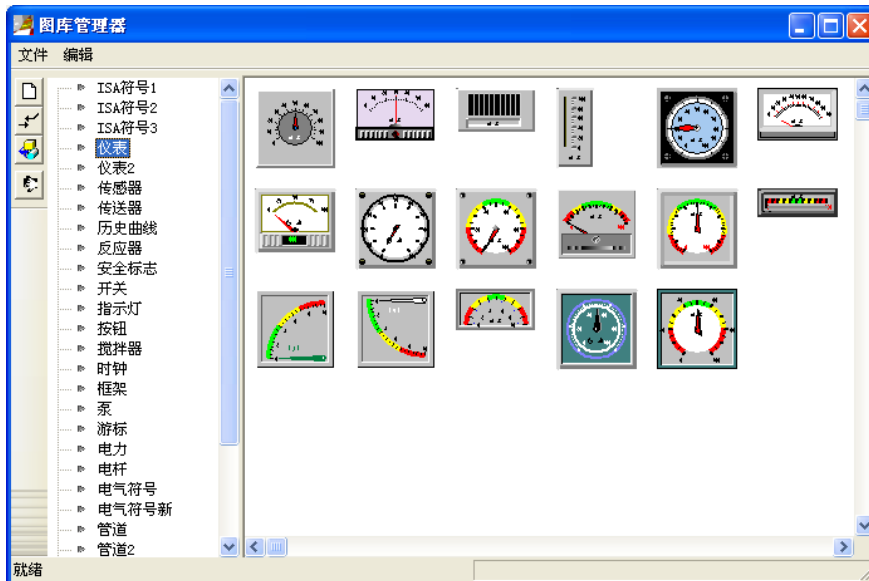 图库管理器
文件 编辑
ISA符号1
ISA符号2
ISA符号3
仪表
仪表2
传感器
传送器
历史曲线
反应器
安全标志
开关
指示灯
按钮
搅拌器
时钟
框架
泵
游标
电力
电杆
电气符号
电气符号新
管道
管道2
就绪